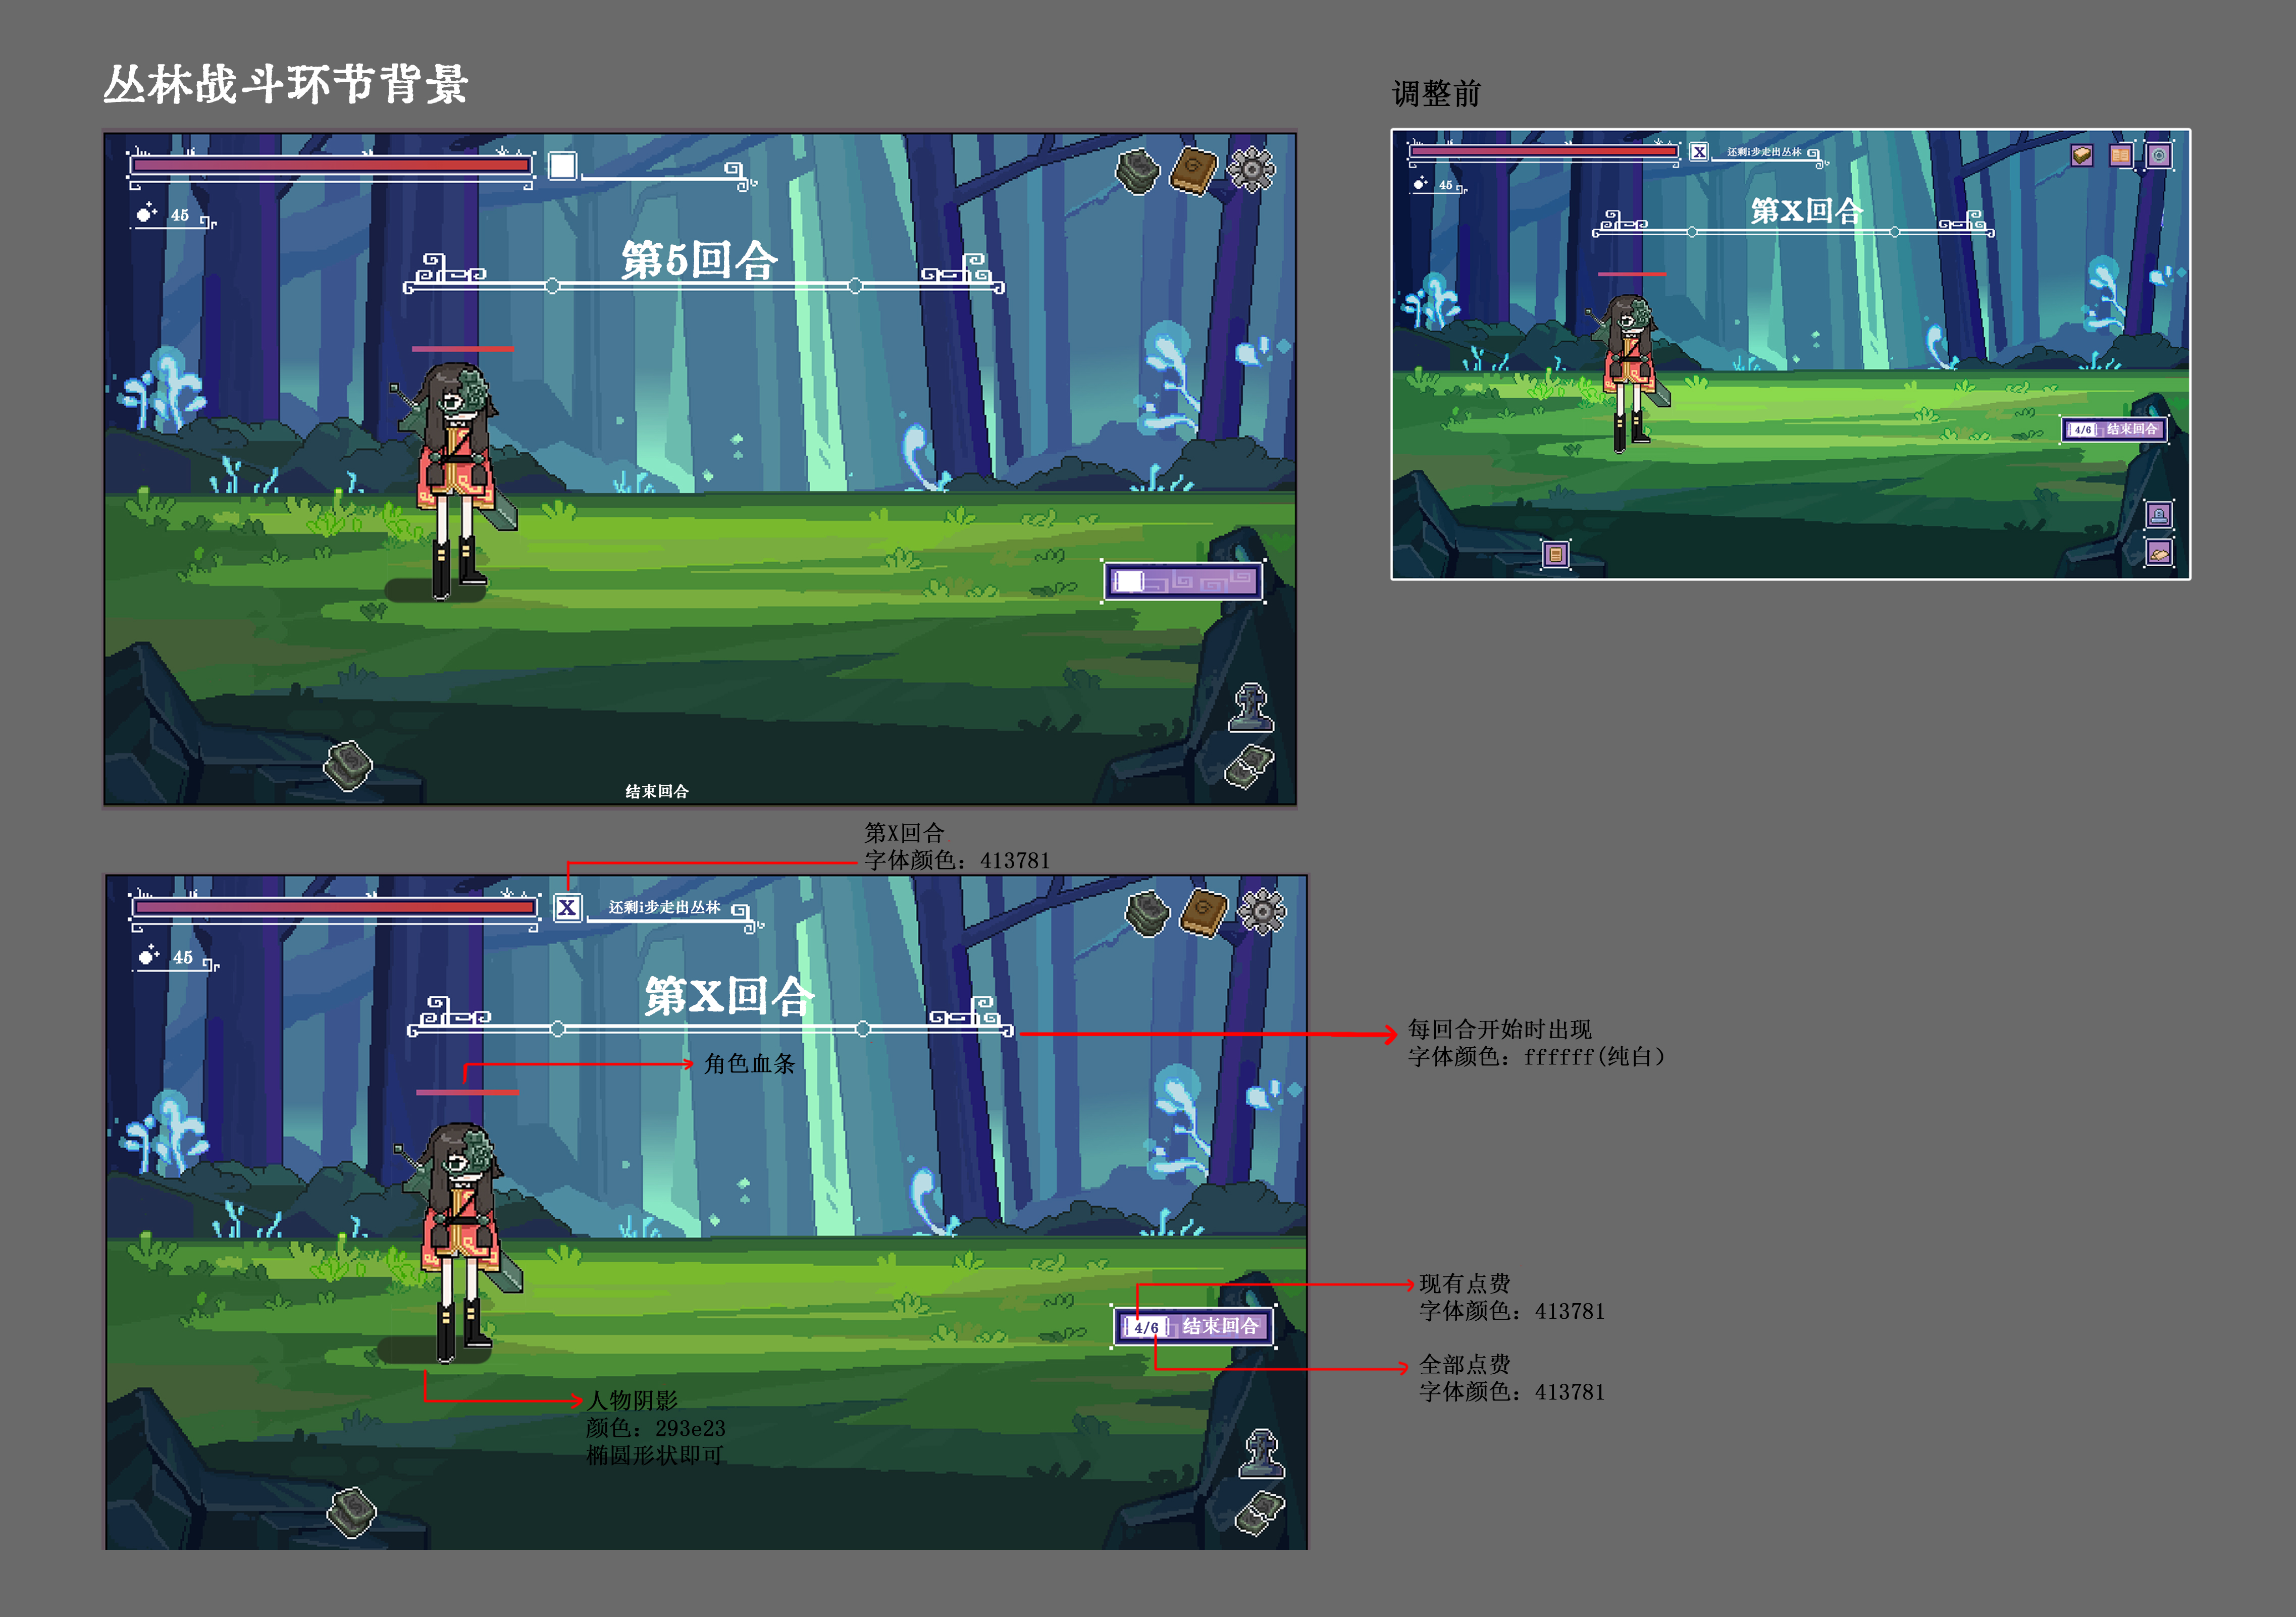 丛林战斗环节背景
调整前
45
第5回合
结束回合
X
还剩i步走出丛林
45
第X回合
4/6
结束回合
第X回合
字体颜色：413781
X
还剩i步走出丛林
45
第X回合
每回合开始时出现
字体颜色：ffffff(纯白)
角色血条
现有点费
字体颜色：413781
4/6
结束回合
全部点费
字体颜色：413781
人物阴影
颜色：293e23
椭圆形状即可